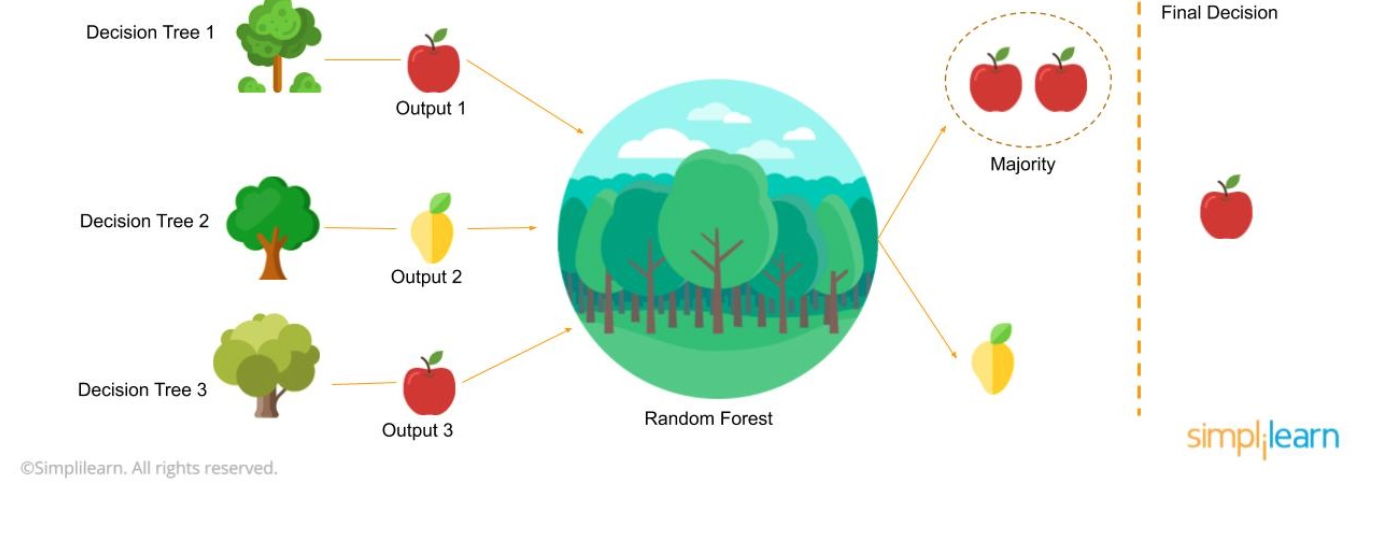 Decision Tree 1
Output 1
Decision Tree 2
Output 2
Decision Tree 3
Output 3
Random Forest
Majority
Final Decision
simplilearn
©Simplilearn. All rights reserved.